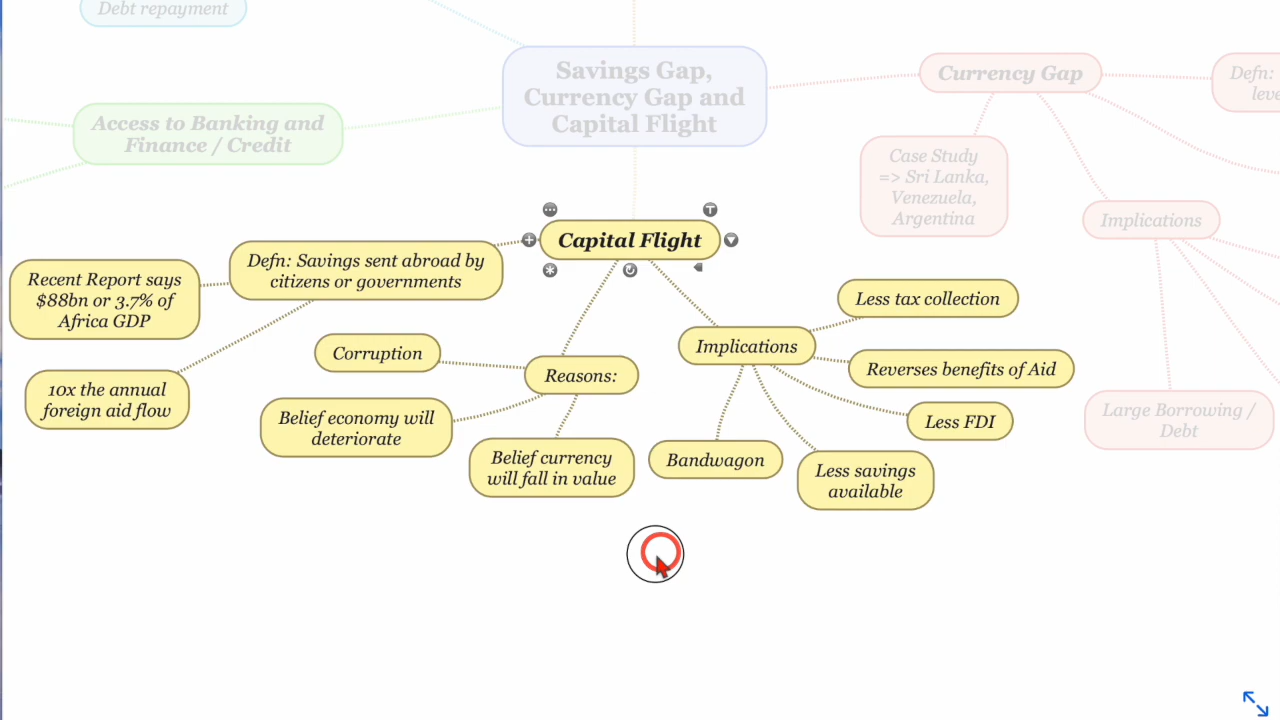 Debt repayment
Savings Gap,
Currency Gap and
Capital Flight
Currency Gap
Defn:
leve
Access to Banking and
Finance / Credit
Case Study
=> Sri Lanka,
Venezuela,
Argentina
Implications
Large Borrowing /
Debt
Capital Flight
Defn: Savings sent abroad by
citizens or governments
Recent Report says
$88bn or 3.7% of
Africa GDP
10x the annual
foreign aid flow
Reasons:
Corruption
Belief economy will
deteriorate
Belief currency
will fall in value
Implications
Less tax collection
Reverses benefits of Aid
Less FDI
Less savings
available
Bandwagon